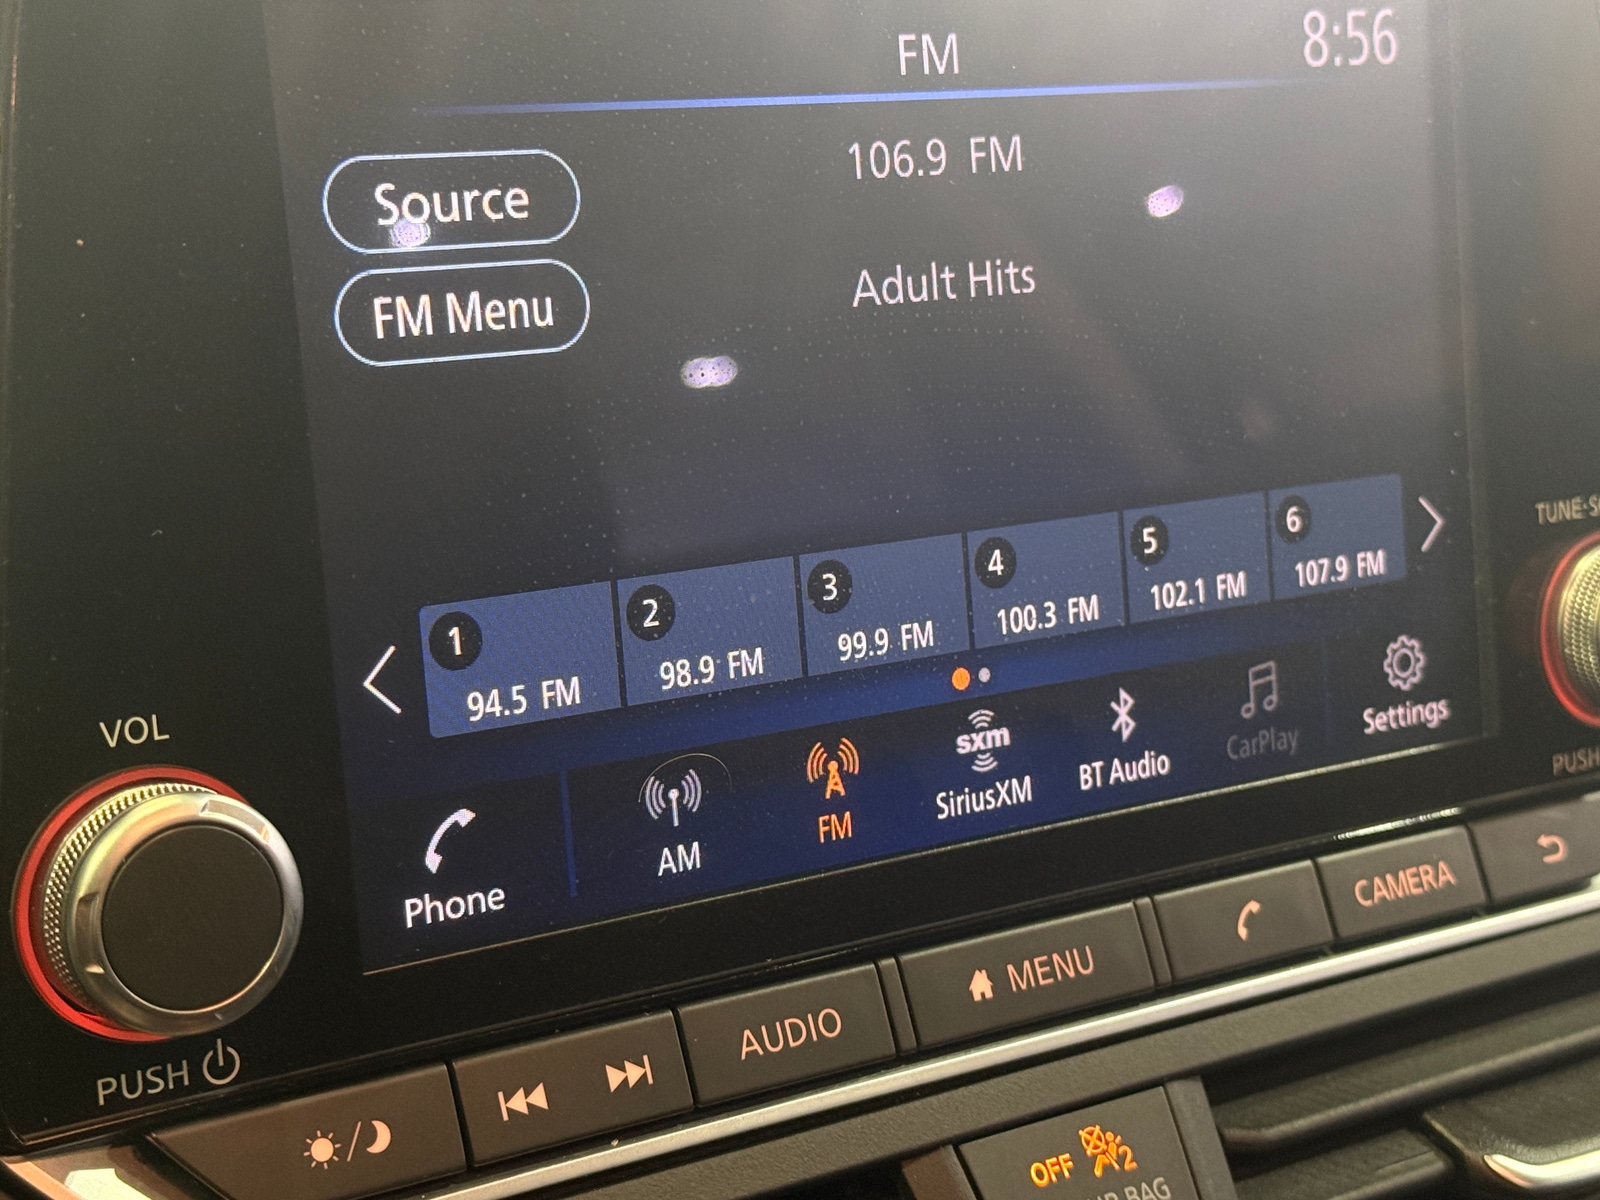 FM
8:56
106.9 FM
Source
Adult Hits
FM Menu
1
94.5 FM
2
98.9 FM
3
99.9 FM
4
100.3 FM
5
102.1 FM
6
107.9 FM
Phone
AM
FM
sxm
SiriusXM
BT Audio
CarPlay
Settings
VOL
PUSH
TUNE·
PUSH
AUDIO
MENU
CAMERA
OFF
2
BAG